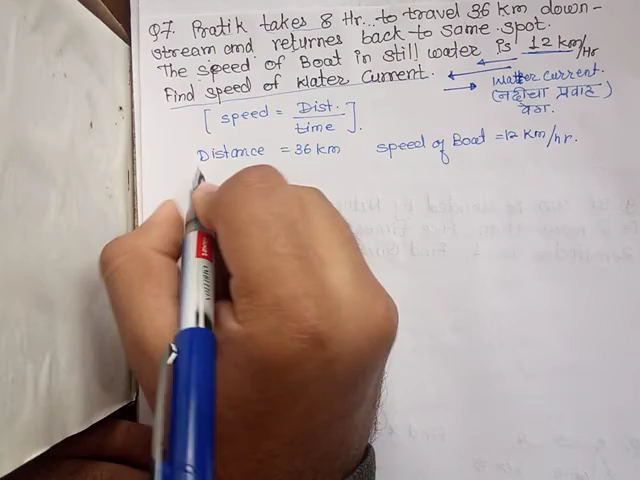 Q7. Pratik takes 8 Hr. to travel 36 km down-
stream and returnes back to same spot.
The speed of Boat in still water is 12 km/Hr
Find speed of Water Current.
Water current.
(नदीचा प्रवाह)
वेग.
[speed = Dist. / time].
Distance = 36 km speed of Boat = 12 km/hr.